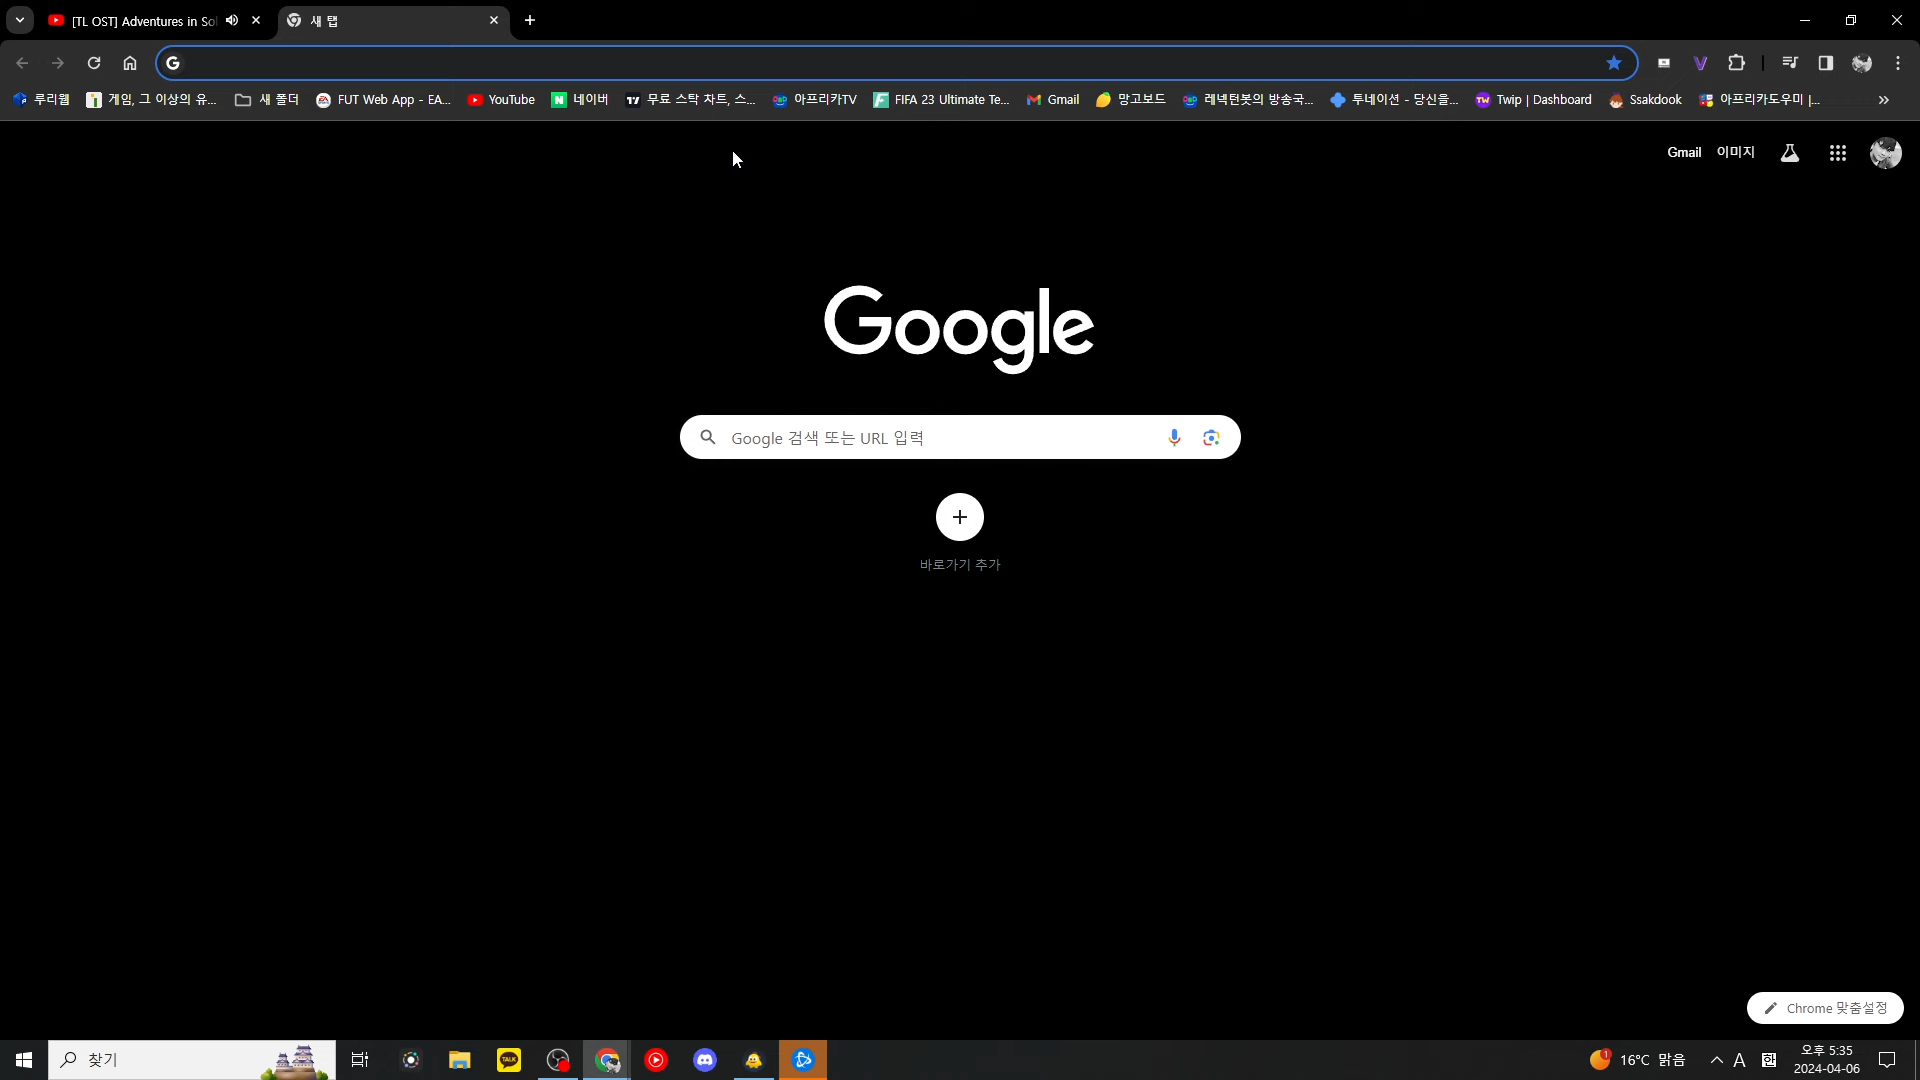 [TL OST] Adventures in Sol
새 탭
루리웹
게임, 그 이상의 유...
새 폴더
FUT Web App - EA...
YouTube
네이버
무료 스탁 차트, 스...
아프리카TV
FIFA 23 Ultimate Te...
Gmail
망고보드
레넥턴봇의 방송국...
투네이션 - 당신을...
Twip | Dashboard
Ssakdook
아프리카도우미 |...
Gmail
이미지
Google
Google 검색 또는 URL 입력
바로가기 추가
Chrome 맞춤설정
찾기
TALK
1
16°C 맑음
A
한
오후 5:35
2024-04-06